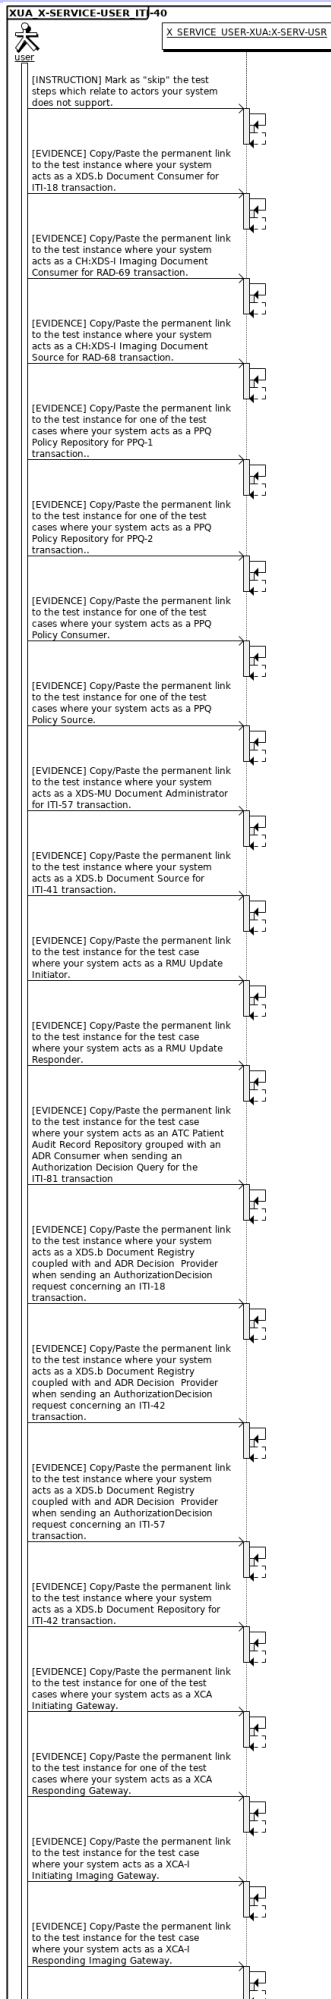 XUA_X-SERVICE-USER_ITI-40
X_SERVICE_USER-XUA:X-SERV-USR
user
[INSTRUCTION] Mark as "skip" the test
steps which relate to actors your system
does not support.
[EVIDENCE] Copy/Paste the permanent link
to the test instance where your system
acts as a XDS.b Document Consumer for
ITI-18 transaction.
[EVIDENCE] Copy/Paste the permanent link
to the test instance where your system
acts as a CH:XDS-I Imaging Document
Consumer for RAD-69 transaction.
[EVIDENCE] Copy/Paste the permanent link
to the test instance where your system
acts as a CH:XDS-I Imaging Document
Source for RAD-68 transaction.
[EVIDENCE] Copy/Paste the permanent link
to the test instance for one of the test
cases where your system acts as a PPQ
Policy Repository for PPQ-1
transaction..
[EVIDENCE] Copy/Paste the permanent link
to the test instance for one of the test
cases where your system acts as a PPQ
Policy Repository for PPQ-2
transaction..
[EVIDENCE] Copy/Paste the permanent link
to the test instance for one of the test
cases where your system acts as a PPQ
Policy Consumer.
[EVIDENCE] Copy/Paste the permanent link
to the test instance for one of the test
cases where your system acts as a PPQ
Policy Source.
[EVIDENCE] Copy/Paste the permanent link
to the test instance where your system
acts as a XDS-MU Document Administrator
for ITI-57 transaction.
[EVIDENCE] Copy/Paste the permanent link
to the test instance where your system
acts as a XDS.b Document Source for
ITI-41 transaction.
[EVIDENCE] Copy/Paste the permanent link
to the test instance for the test case
where your system acts as a RMU Update
Initiator.
[EVIDENCE] Copy/Paste the permanent link
to the test instance for the test case
where your system acts as a RMU Update
Responder.
[EVIDENCE] Copy/Paste the permanent link
to the test instance for the test case
where your system acts as an ATC Patient
Audit Record Repository grouped with an
ADR Consumer when sending an
Authorization Decision Query for the
ITI-81 transaction
[EVIDENCE] Copy/Paste the permanent link
to the test instance where your system
acts as a XDS.b Document Registry
coupled with and ADR Decision  Provider
when sending an AuthorizationDecision
request concerning an ITI-18
transaction.
[EVIDENCE] Copy/Paste the permanent link
to the test instance where your system
acts as a XDS.b Document Registry
coupled with and ADR Decision  Provider
when sending an AuthorizationDecision
request concerning an ITI-42
transaction.
[EVIDENCE] Copy/Paste the permanent link
to the test instance where your system
acts as a XDS.b Document Registry
coupled with and ADR Decision  Provider
when sending an AuthorizationDecision
request concerning an ITI-57
transaction.
[EVIDENCE] Copy/Paste the permanent link
to the test instance where your system
acts as a XDS.b Document Repository for
ITI-42 transaction.
[EVIDENCE] Copy/Paste the permanent link
to the test instance for one of the test
cases where your system acts as a XCA
Initiating Gateway.
[EVIDENCE] Copy/Paste the permanent link
to the test instance for one of the test
cases where your system acts as a XCA
Responding Gateway.
[EVIDENCE] Copy/Paste the permanent link
to the test instance for the test case
where your system acts as a XCA-I
Initiating Imaging Gateway.
[EVIDENCE] Copy/Paste the permanent link
to the test instance for the test case
where your system acts as a XCA-I
Responding Imaging Gateway.